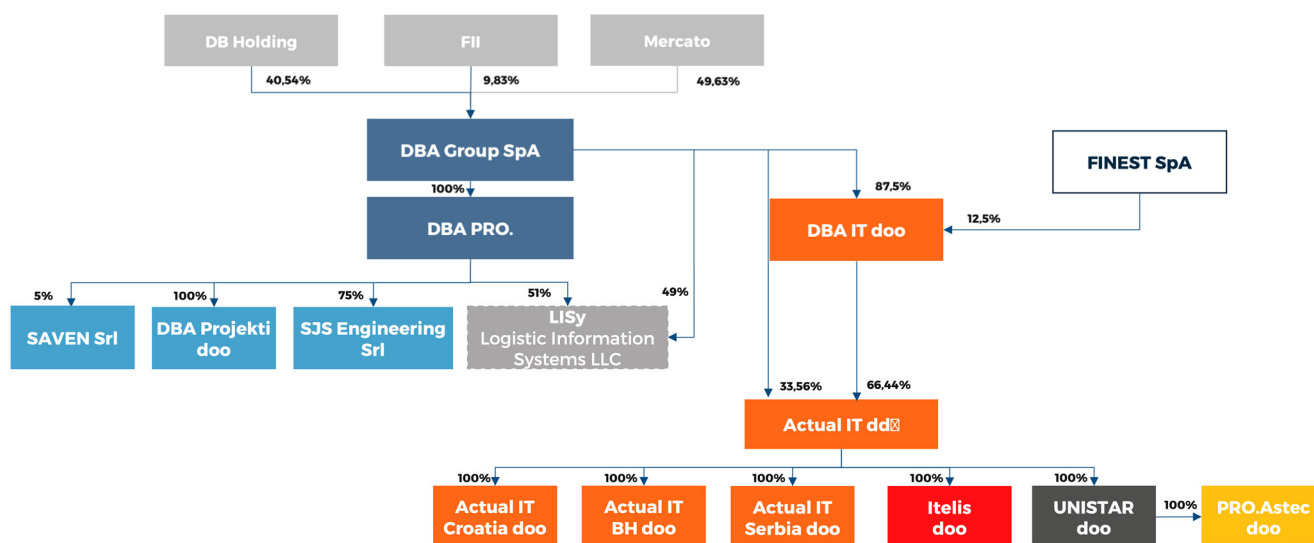 DB Holding
FII
Mercato
40,54%
9,83%
49,63%
DBA Group SpA
FINEST SpA
100%
87,5%
DBA PRO.
DBA IT doo
12,5%
5%
100%
75%
51%
49%
SAVEN Srl
DBA Projekti
doo
SJS Engineering
Srl
LISy
Logistic Information
Systems LLC
33,56%
66,44%
Actual IT dd
100%
100%
100%
100%
100%
Actual IT
Croatia doo
Actual IT
BH doo
Actual IT
Serbia doo
Itelis
doo
UNISTAR
doo
100%
PRO.Astec
doo